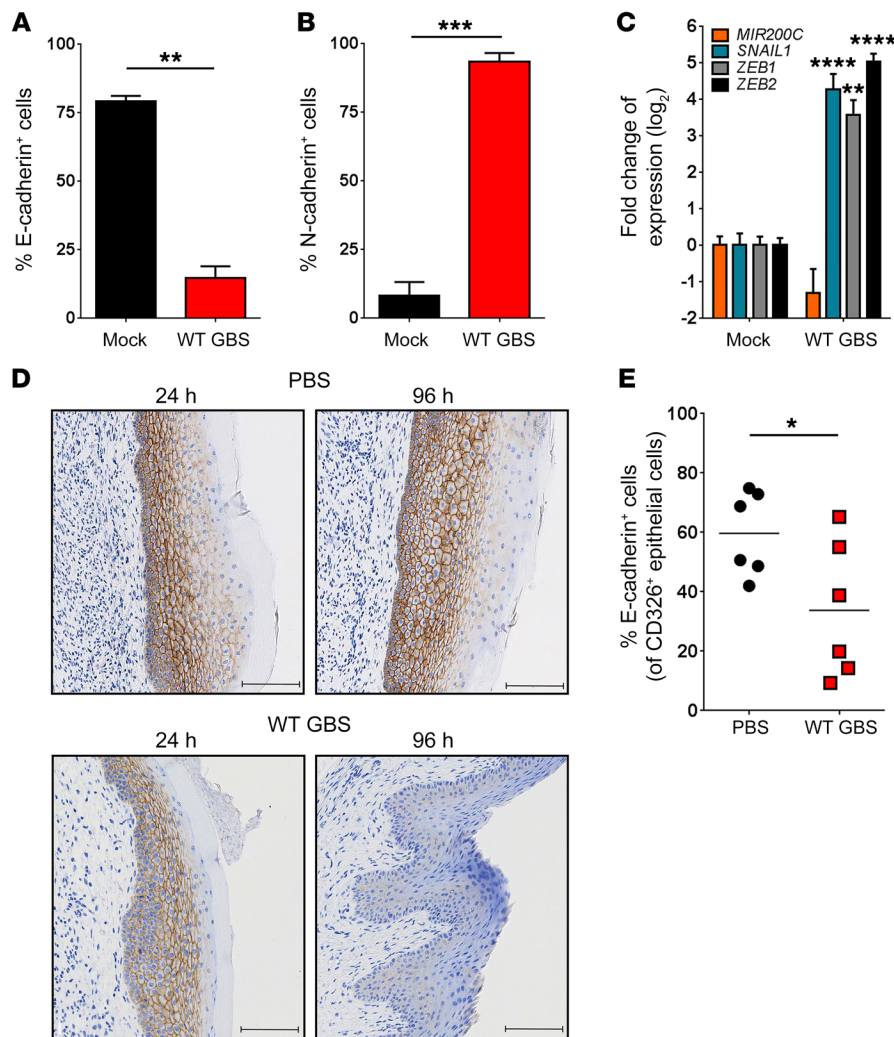 A
% E-cadherin⁺ cells
100
75
50
25
0
**
Mock
WT GBS
B
% N-cadherin⁺ cells
100
75
50
25
0
***
Mock
WT GBS
C
Fold change of
expression (log₂)
6
5
4
3
2
1
0
-1
-2
MIR200C
SNAIL1
ZEB1
ZEB2
****
**
****
Mock
WT GBS
D
PBS
24 h
96 h
WT GBS
24 h
96 h
E
% E-cadherin⁺ cells
(of CD326⁺ epithelial cells)
100
80
60
40
20
0
*
PBS
WT GBS